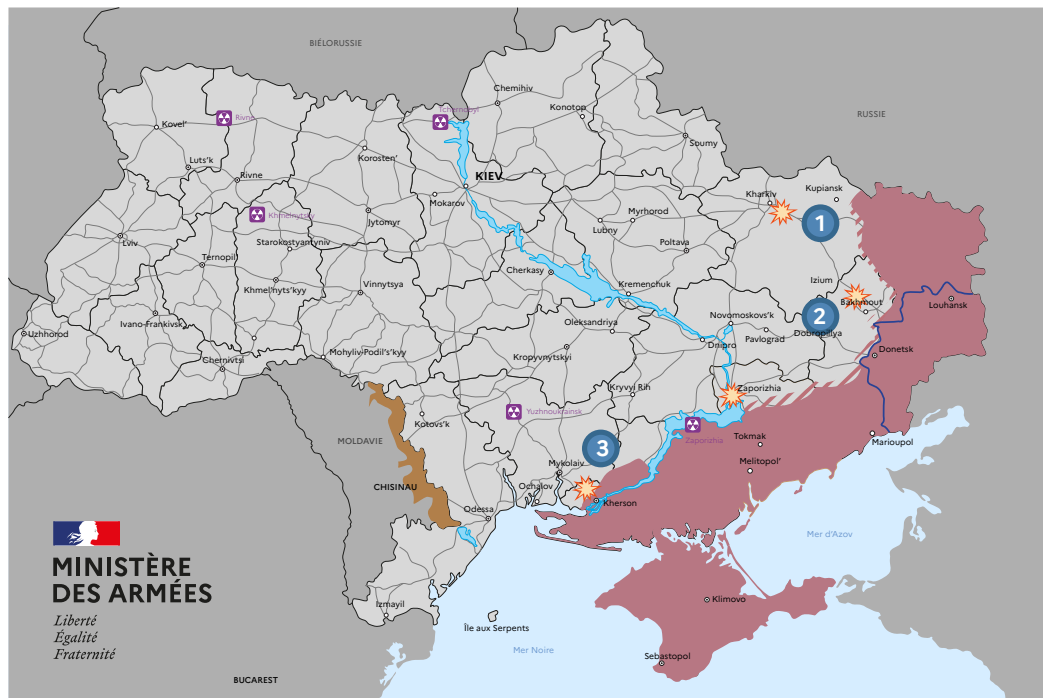 BIÉLORUSSIE
RUSSIE
Chemihiv
Konotop
Tchernobyl
Rivne
Kovel'
Soumy
Korosten'
Luts'k
Rivne
KIEV
Mokarov
Kharkiv
Kupiansk
1
Khmelnytsky
Jytomyr
Myrhorod
Lubny
Poltava
Lviv
Starokostyantyniv
Ternopil
Khmel'nyts'kyy
Vinnytsya
Cherkasy
Kremenchuk
Izium
Bakhmout
Louhansk
2
Ivano-Frankivsk
Oleksandriya
Novomoskovs'k
Pavlograd
Dobropillya
Uzhhorod
Chernivtsi
Mohyliv-Podil's'kyy
Kropyvnytskyi
Dnipro
Donetsk
Kryvyi Rih
Zaporizhia
Kotovs'k
Yuzhnoukrainsk
Zaporizhia
Tokmak
Marioupol
MOLDAVIE
3
Mykolaiv
Melitopol'
CHISINAU
Ochalov
Kherson
Odessa
Mer d'Azov
MINISTÈRE
DES ARMÉES
Liberté
Égalité
Fraternité
Izmayil
Île aux Serpents
Klimovo
Mer Noire
Sebastopol
BUCAREST